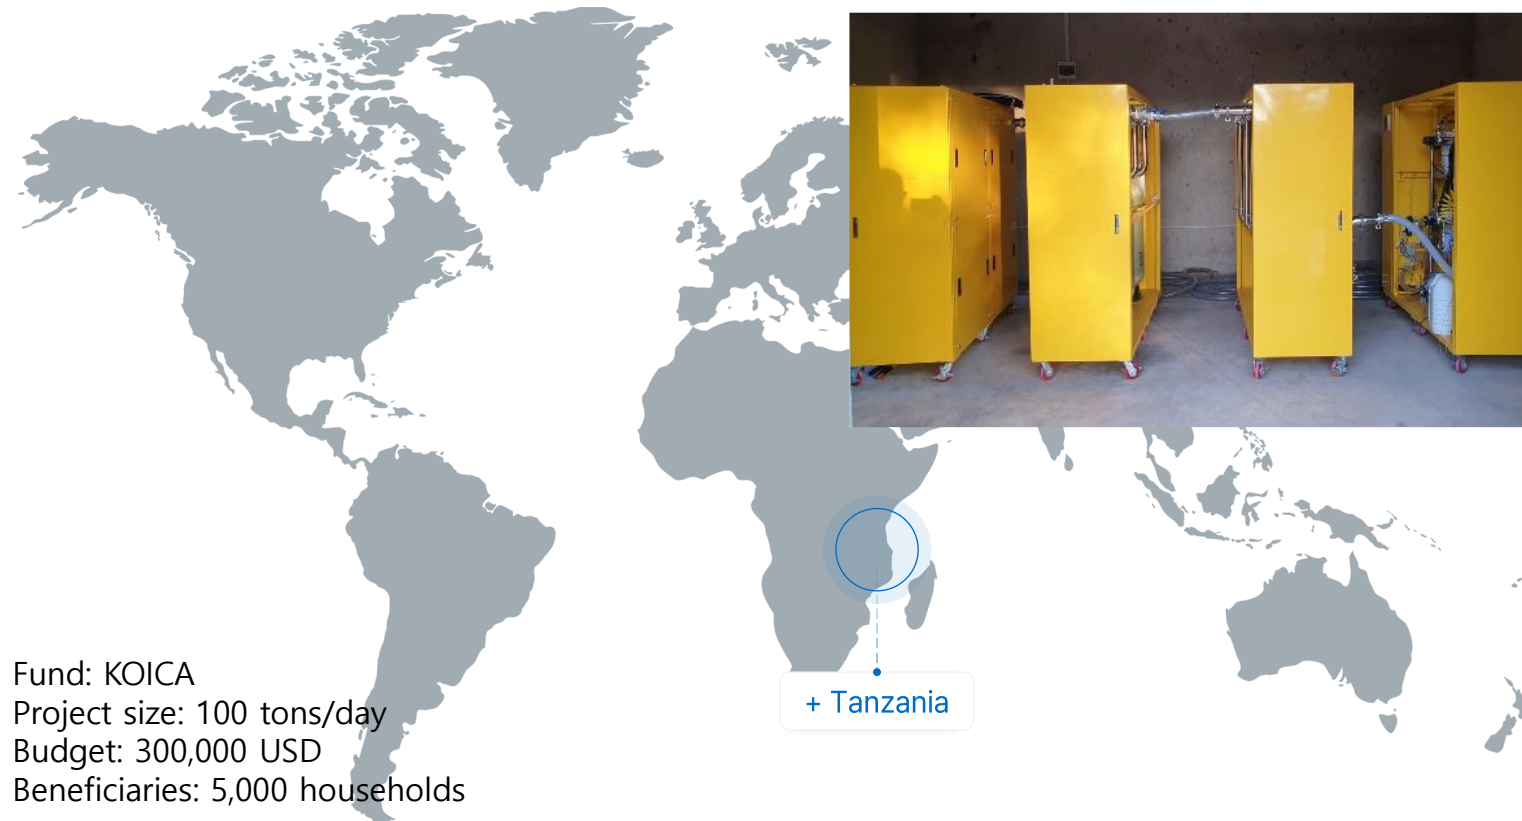 + Tanzania
Fund: KOICA
Project size: 100 tons/day
Budget: 300,000 USD
Beneficiaries: 5,000 households